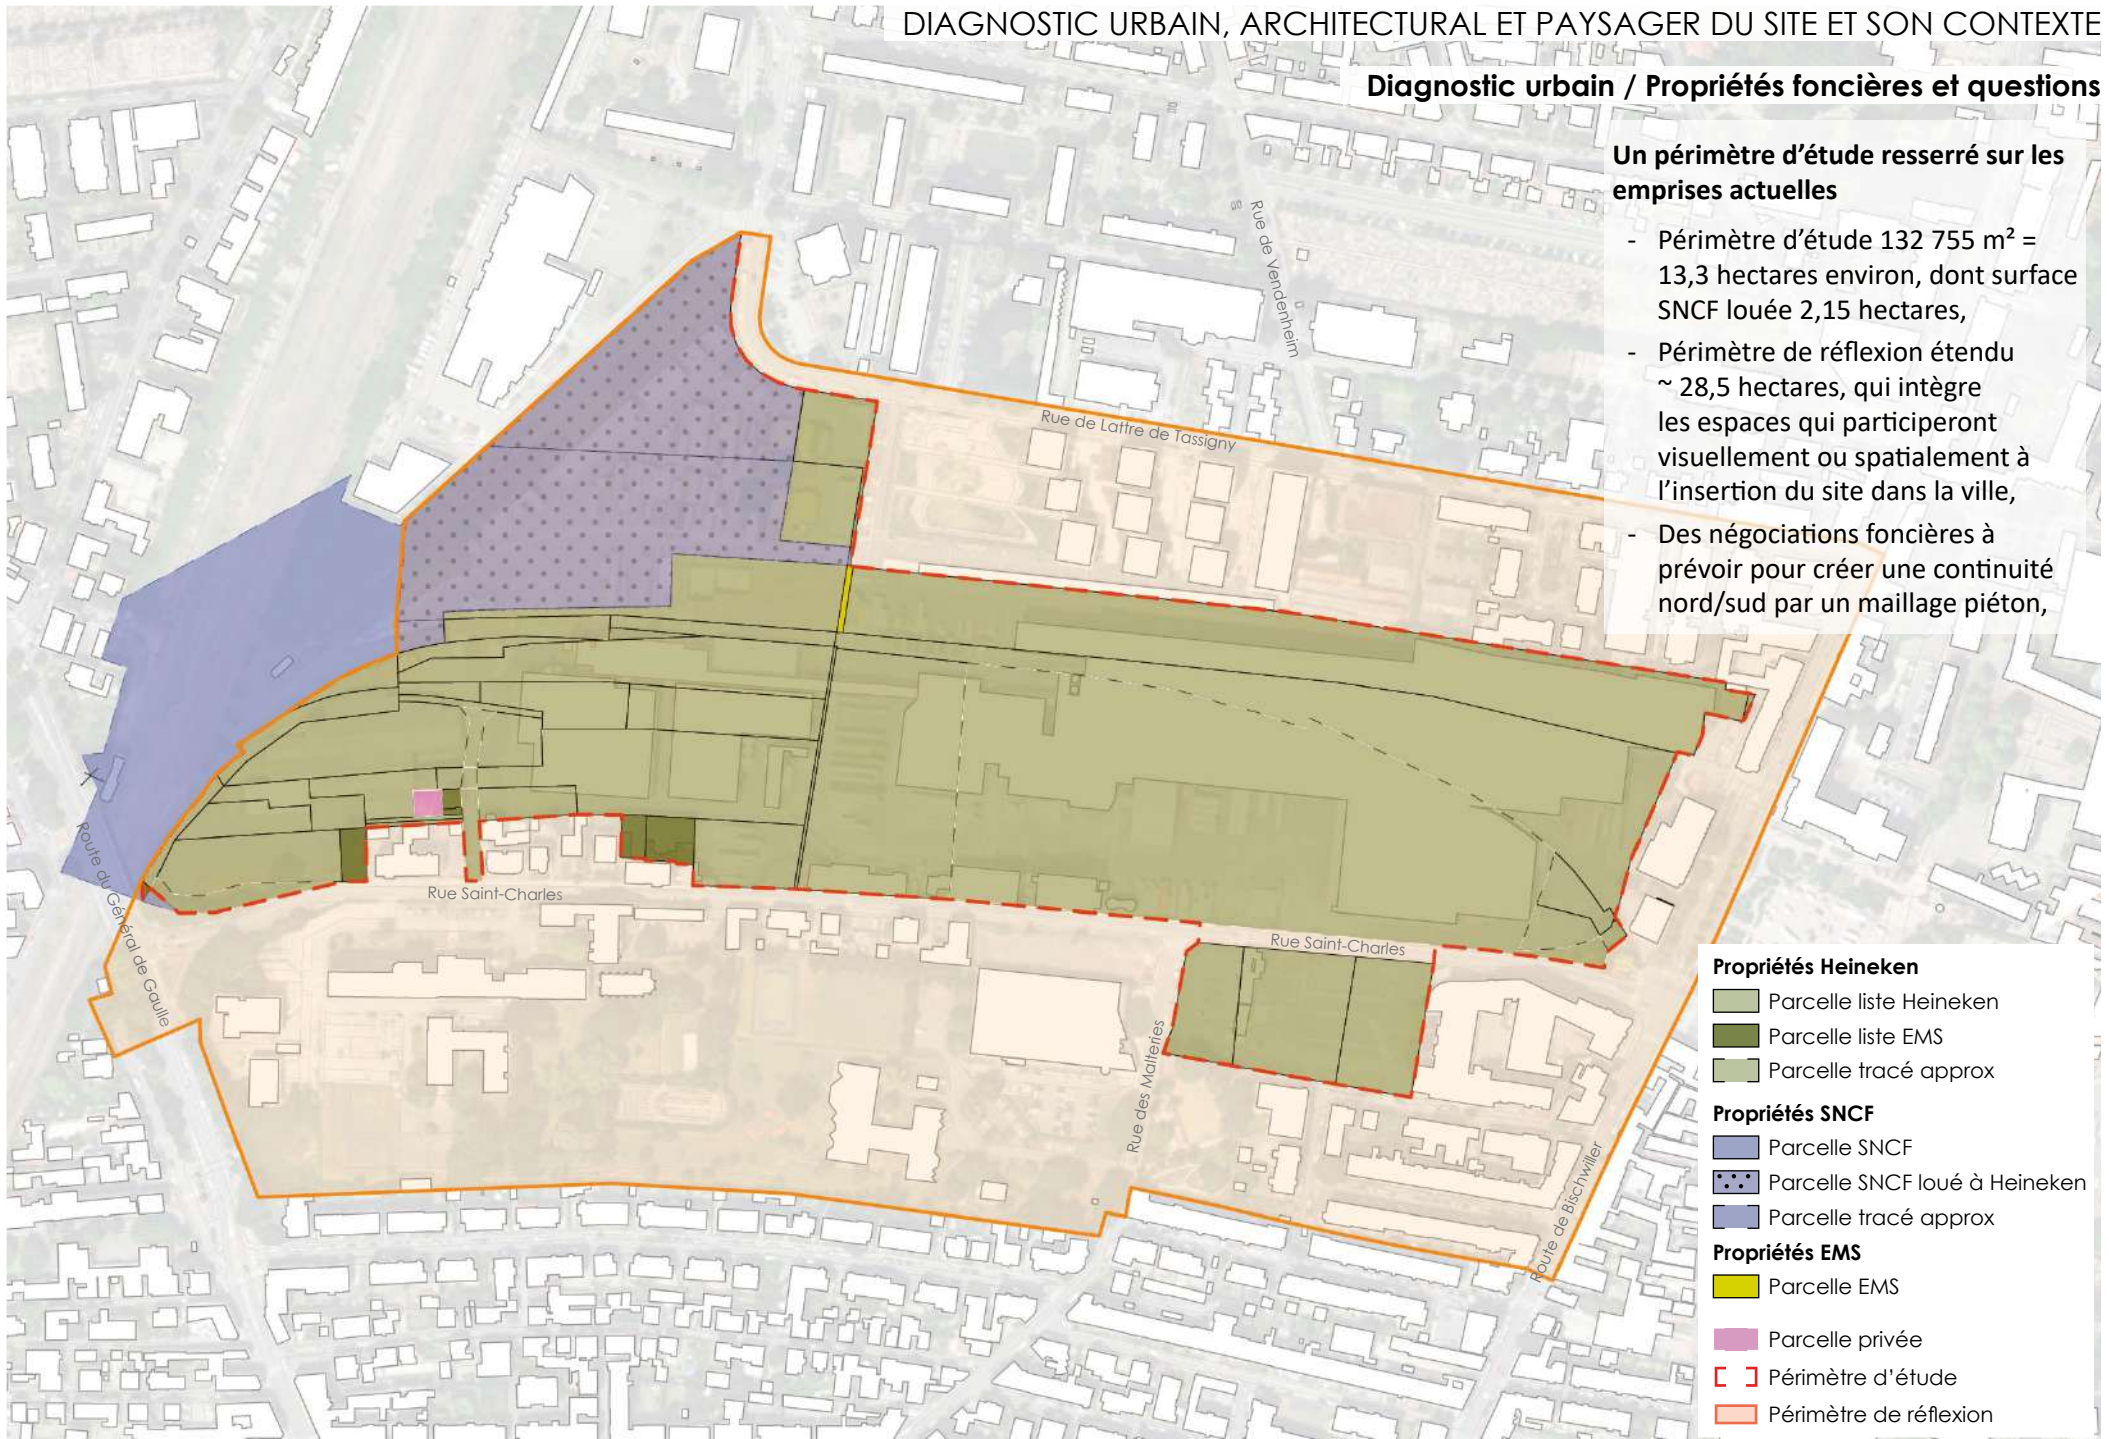 DIAGNOSTIC URBAIN, ARCHITECTURAL ET PAYSAGER DU SITE ET SON CONTEXTE
Diagnostic urbain / Propriétés foncières et questions
Un périmètre d'étude resserré sur les
emprises actuelles
- Périmètre d'étude 132 755 m² =
13,3 hectares environ, dont surface
SNCF louée 2,15 hectares,
- Périmètre de réflexion étendu
~ 28,5 hectares, qui intègre
les espaces qui participeront
visuellement ou spatialement à
l'insertion du site dans la ville,
- Des négociations foncières à
prévoir pour créer une continuité
nord/sud par un maillage piéton,
Rue de Vendenheim
Rue de Lattre de Tassigny
Route du Général de Gaulle
Rue Saint-Charles
Rue Saint-Charles
Rue des Malteries
Route de Bischwiller
Propriétés Heineken
Parcelle liste Heineken
Parcelle liste EMS
Parcelle tracé approx
Propriétés SNCF
Parcelle SNCF
Parcelle SNCF loué à Heineken
Parcelle tracé approx
Propriétés EMS
Parcelle EMS
Parcelle privée
Périmètre d'étude
Périmètre de réflexion